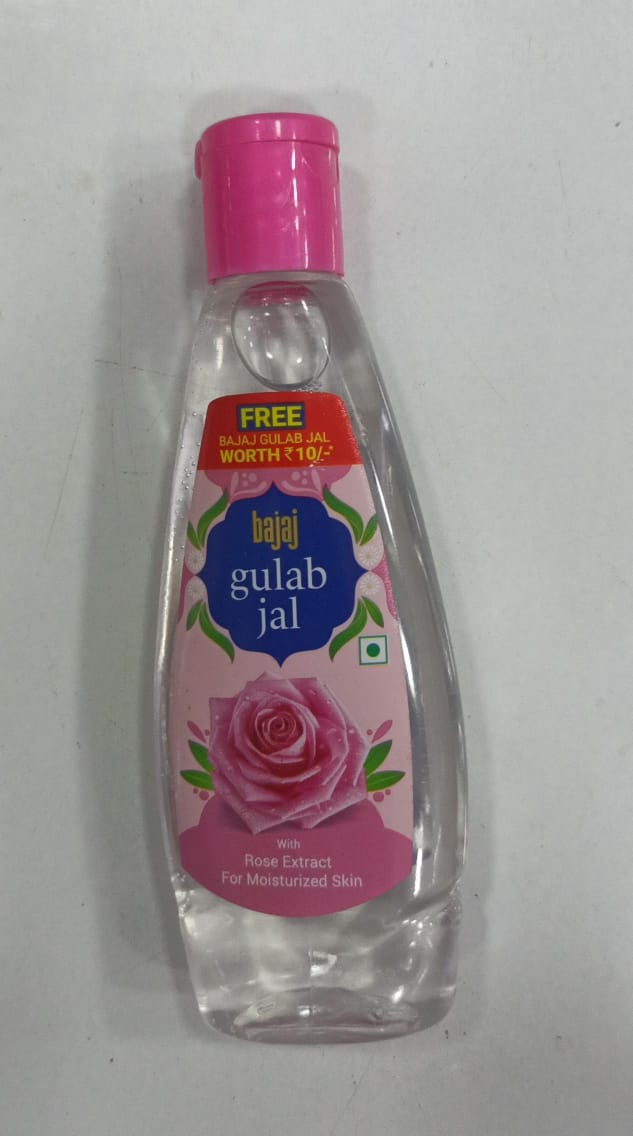 FREE
BAJAJ GULAB JAL
WORTH ₹10/-*
bajaj
gulab
jal
With
Rose Extract
For Moisturized Skin